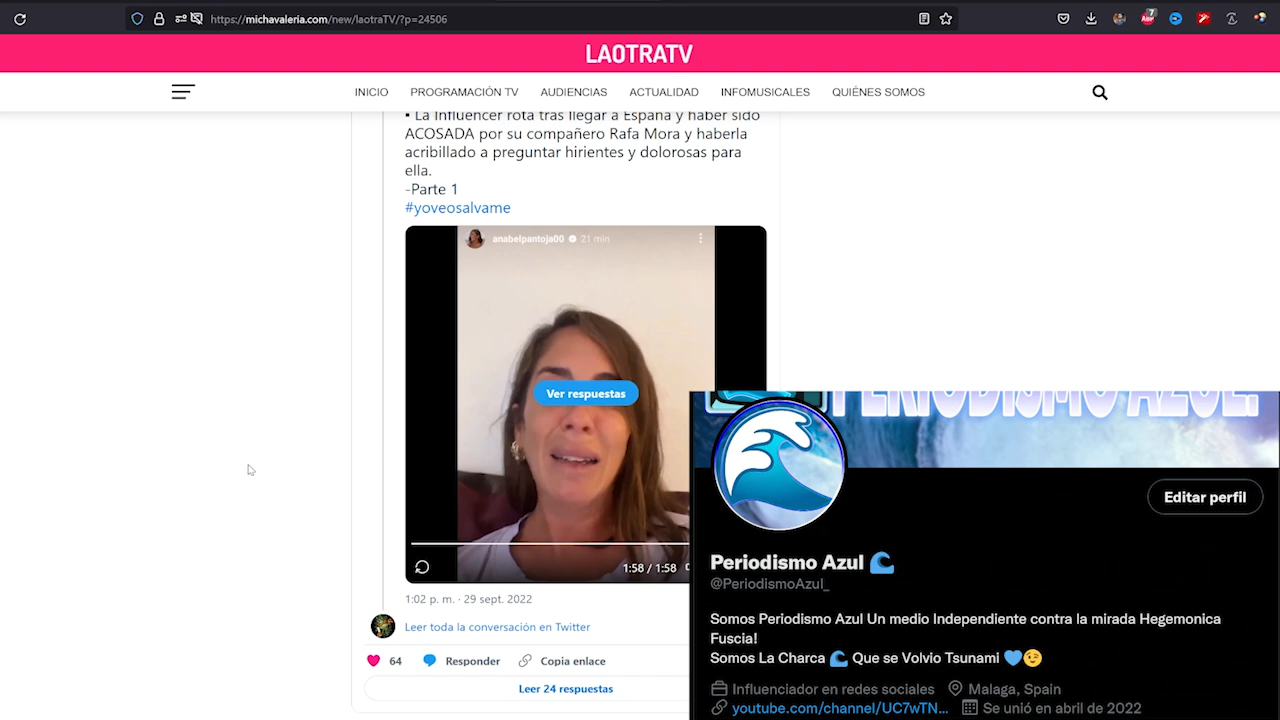 https://michavaleria.com/new/laotraTV/?p=24506
7
LAOTRATV
INICIO
PROGRAMACIÓN TV
AUDIENCIAS
ACTUALIDAD
INFOMUSICALES
QUIÉNES SOMOS
▪ La Influencer rota tras llegar a España y haber sido
ACOSADA por su compañero Rafa Mora y haberla
acribillado a preguntar hirientes y dolorosas para
ella.
-Parte 1
#yoveosalvame
anabelpantoja00 21 min
Ver respuestas
1:58 / 1:58
1:02 p. m. · 29 sept. 2022
Leer toda la conversación en Twitter
64
Responder
Copia enlace
Leer 24 respuestas
PERIODISMO AZUL.
Editar perfil
Periodismo Azul 🌊
@PeriodismoAzul_
Somos Periodismo Azul Un medio Independiente contra la mirada Hegemonica
Fuscia!
Somos La Charca 🌊 Que se Volvio Tsunami 💙😉
Influenciador en redes sociales
Malaga, Spain
youtube.com/channel/UC7wTN...
Se unió en abril de 2022